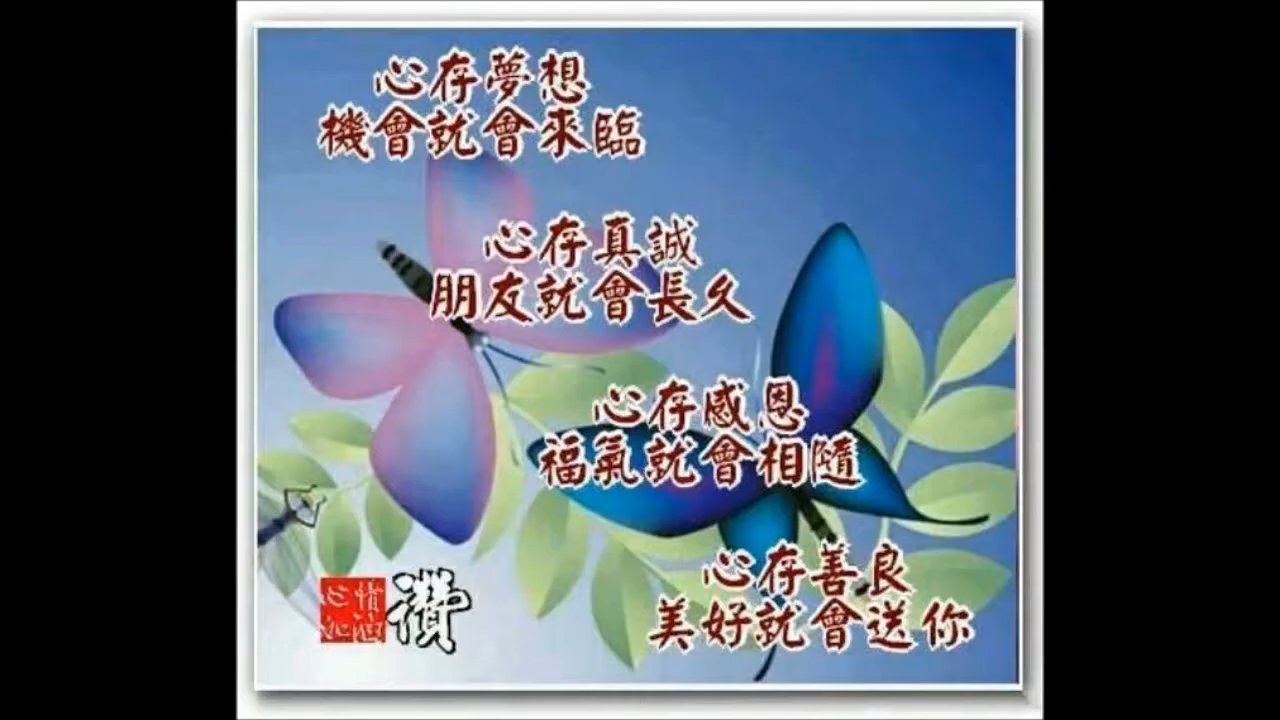 心存夢想
機會就會來臨
心存真誠
朋友就會長久
心存感恩
福氣就會相隨
心存善良
美好就會送你
讚